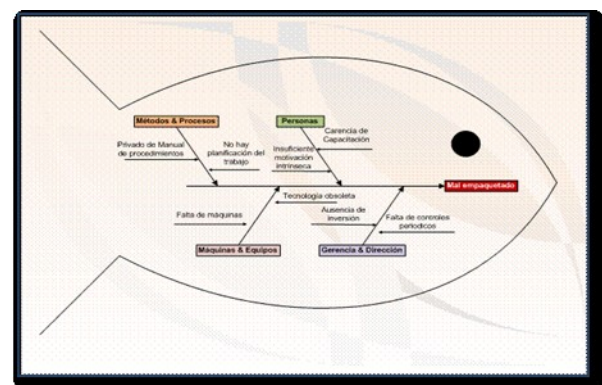 Métodos & Procesos
Personas
Privado de Manual
de procedimientos
No hay
planificación del
trabajo
Carencia de
Capacitación
Insuficiente
motivación
intrínseca
Mal empaquetado
Tecnología obsoleta
Falta de máquinas
Ausencia de
inversión
Falta de controles
periodicos
Máquinas & Equipos
Gerencia & Dirección